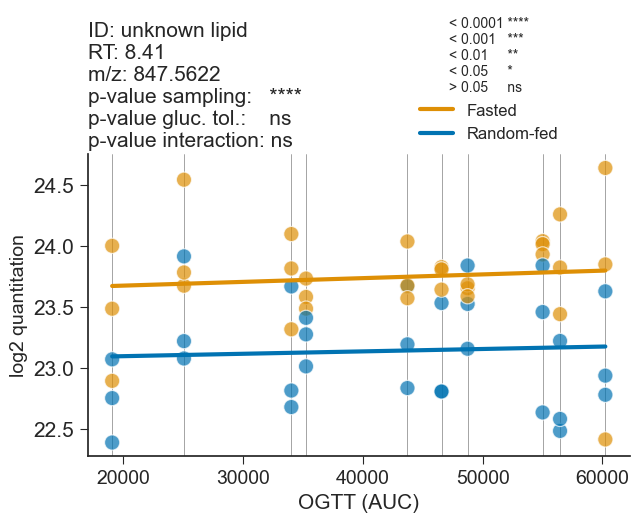 ID: unknown lipid
RT: 8.41
m/z: 847.5622
p-value sampling: ****
p-value gluc. tol.: ns
p-value interaction: ns
< 0.0001 ****
< 0.001 ***
< 0.01 **
< 0.05 *
> 0.05 ns
Fasted
Random-fed
log2 quantitation
24.5
24.0
23.5
23.0
22.5
20000 30000 40000 50000 60000
OGTT (AUC)